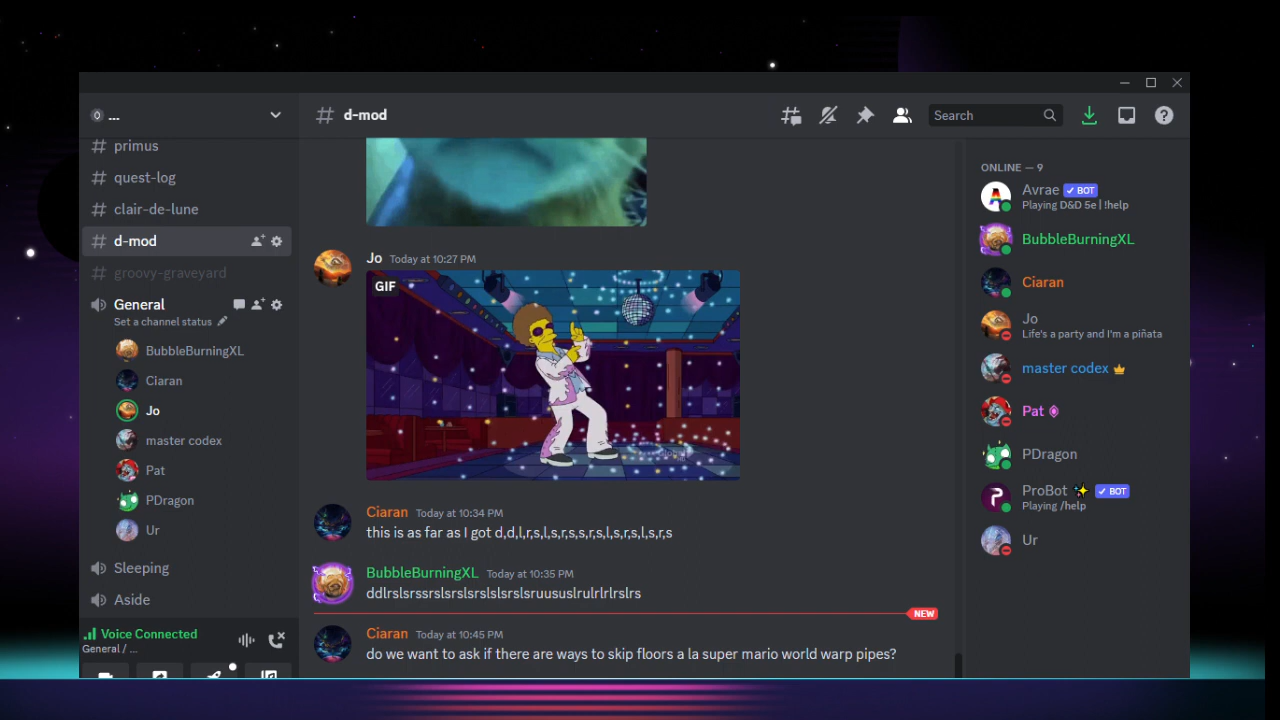 ...
d-mod
Search
primus
quest-log
clair-de-lune
d-mod
groovy-graveyard
General
Set a channel status
BubbleBurningXL
Ciaran
Jo
master codex
Pat
PDragon
Ur
Sleeping
Aside
Voice Connected
General / ...
Jo Today at 10:27 PM
GIF
Ciaran Today at 10:34 PM
this is as far as I got d,d,l,r,s,l,s,r,s,s,r,s,l,s,r,s,l,s,r,s
BubbleBurningXL Today at 10:35 PM
ddlrslsrssrslsrslsrslslsrslsruususlrulrlrlrslrs
NEW
Ciaran Today at 10:45 PM
do we want to ask if there are ways to skip floors a la super mario world warp pipes?
ONLINE — 9
Avrae BOT
Playing D&D 5e | !help
BubbleBurningXL
Ciaran
Jo
Life's a party and I'm a piñata
master codex
Pat
PDragon
ProBot BOT
Playing /help
Ur